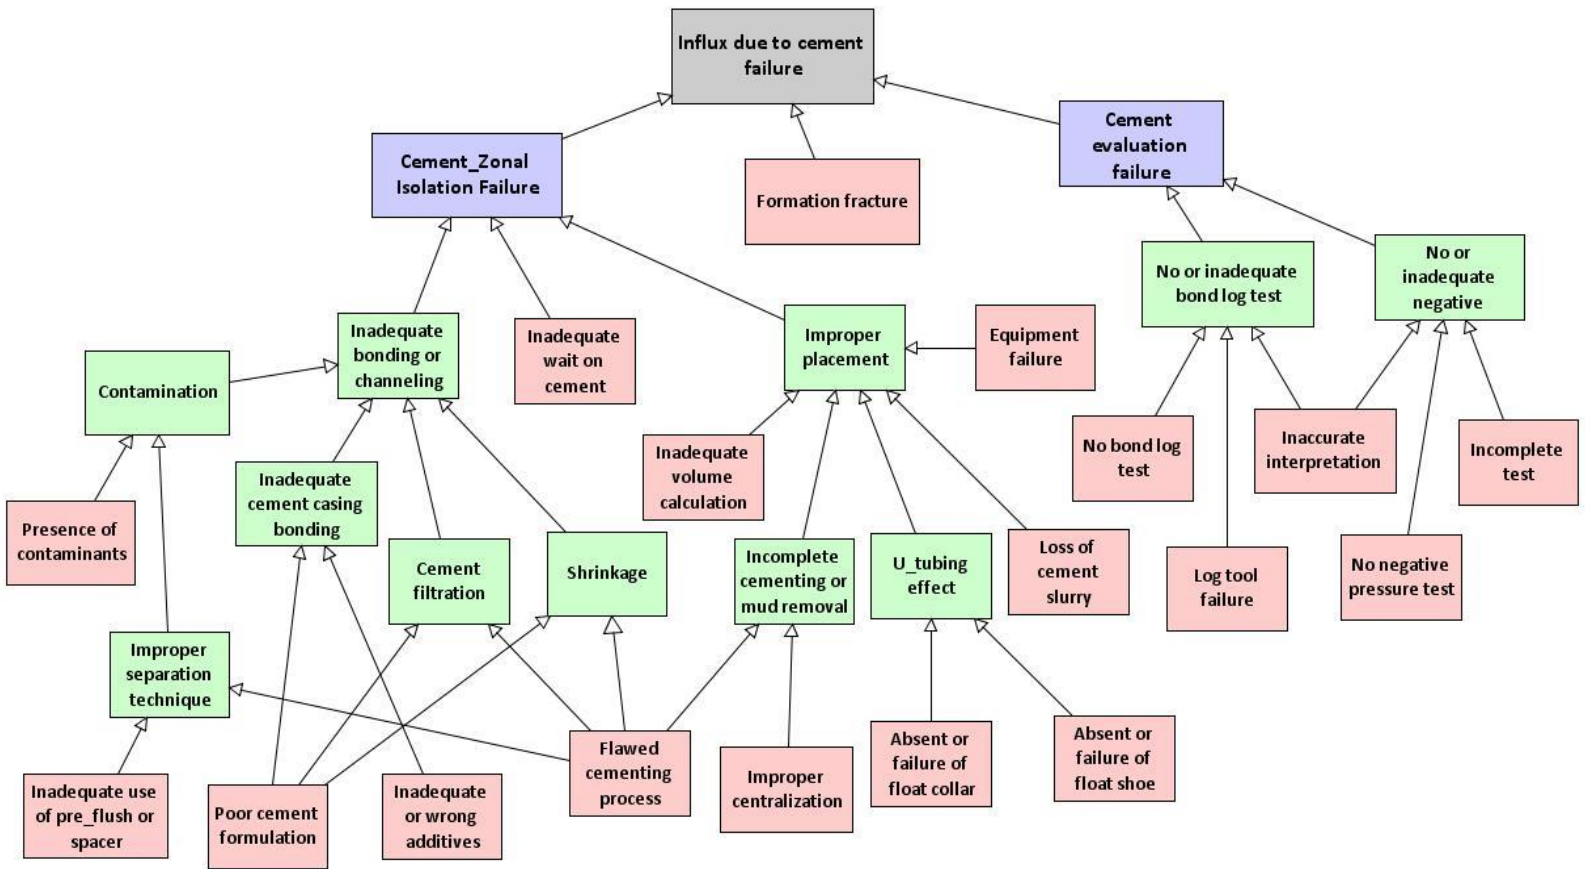 Influx due to cement
failure
Cement_Zonal
Isolation Failure
Formation fracture
Cement
evaluation
failure
No or inadequate
bond log test
No or
inadequate
negative
Inadequate
bonding or
channeling
Inadequate
wait on
cement
Improper
placement
Equipment
failure
Contamination
Inadequate
volume
calculation
No bond log
test
Inaccurate
interpretation
Incomplete
test
Inadequate
cement casing
bonding
Presence of
contaminants
Cement
filtration
Shrinkage
Incomplete
cementing or
mud removal
U_tubing
effect
Loss of
cement
slurry
Log tool
failure
No negative
pressure test
Improper
separation
technique
Flawed
cementing
process
Improper
centralization
Absent or
failure of
float collar
Absent or
failure of
float shoe
Inadequate use
of pre_flush or
spacer
Poor cement
formulation
Inadequate
or wrong
additives